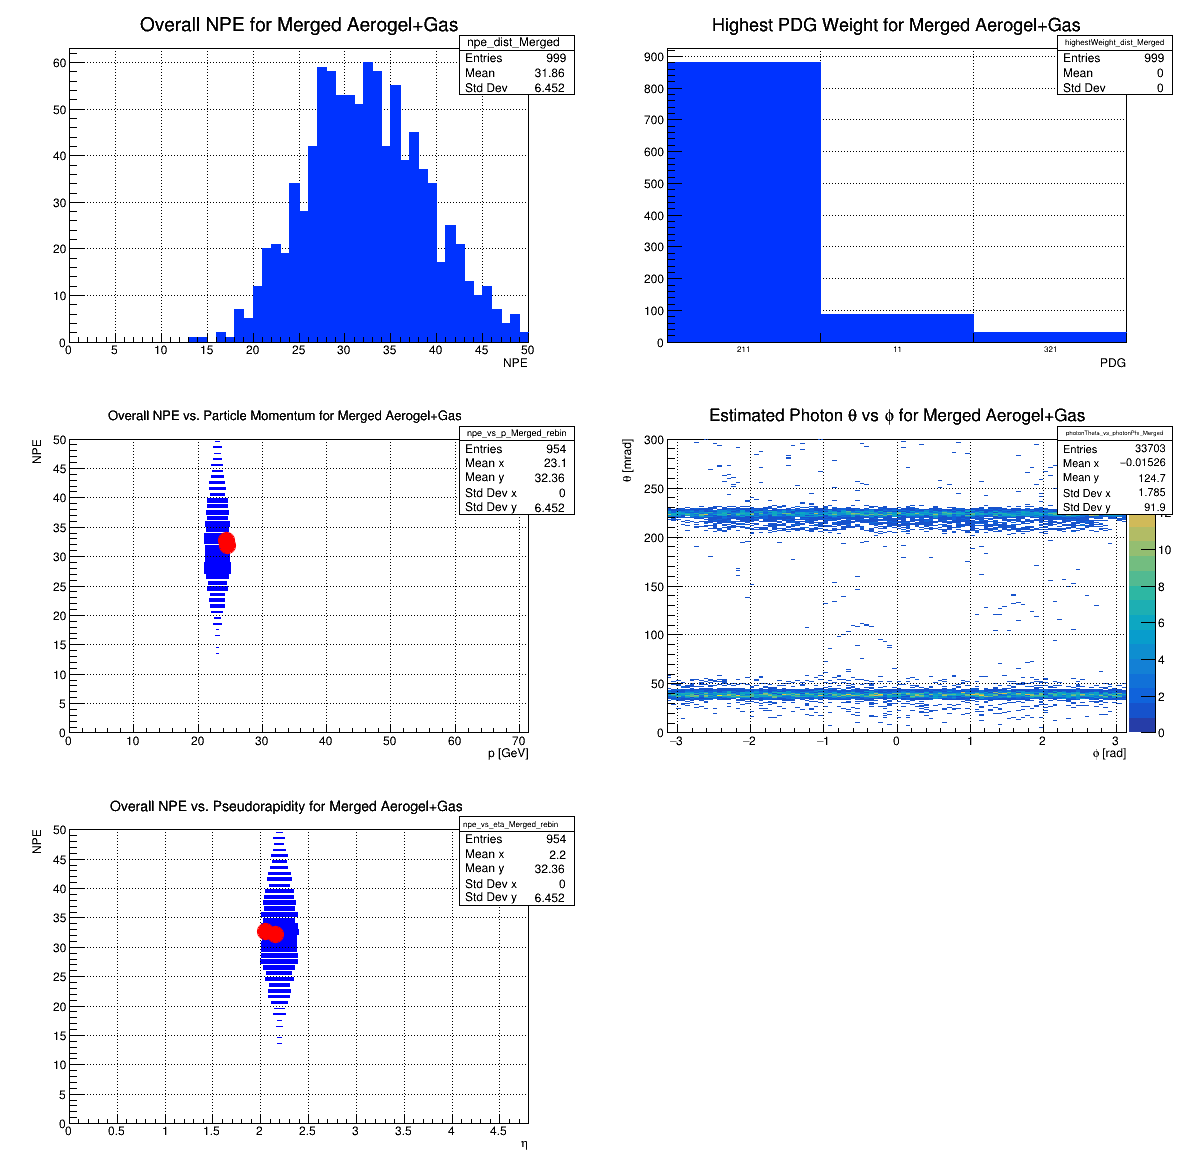 Overall NPE for Merged Aerogel+Gas
npe_dist_Merged
Entries 999
Mean 31.86
Std Dev 6.452
60
50
40
30
20
10
0
0 5 10 15 20 25 30 35 40 45 50
NPE
Highest PDG Weight for Merged Aerogel+Gas
highestWeight_dist_Merged
Entries 999
Mean 0
Std Dev 0
900
800
700
600
500
400
300
200
100
0
211 11 321
PDG
Overall NPE vs. Particle Momentum for Merged Aerogel+Gas
npe_vs_p_Merged_rebin
Entries 954
Mean x 23.1
Mean y 32.36
Std Dev x 0
Std Dev y 6.452
NPE
50
45
40
35
30
25
20
15
10
5
0
0 10 20 30 40 50 60 70
p [GeV]
Estimated Photon θ vs ϕ for Merged Aerogel+Gas
photonTheta_vs_photonPhi_Merged
Entries 33703
Mean x −0.01526
Mean y 124.7
Std Dev x 1.785
Std Dev y 91.9
θ [mrad]
300
250
200
150
100
50
0
−3 −2 −1 0 1 2 3
ϕ [rad]
12
10
8
6
4
2
0
Overall NPE vs. Pseudorapidity for Merged Aerogel+Gas
npe_vs_eta_Merged_rebin
Entries 954
Mean x 2.2
Mean y 32.36
Std Dev x 0
Std Dev y 6.452
NPE
50
45
40
35
30
25
20
15
10
5
0
0 0.5 1 1.5 2 2.5 3 3.5 4 4.5
η